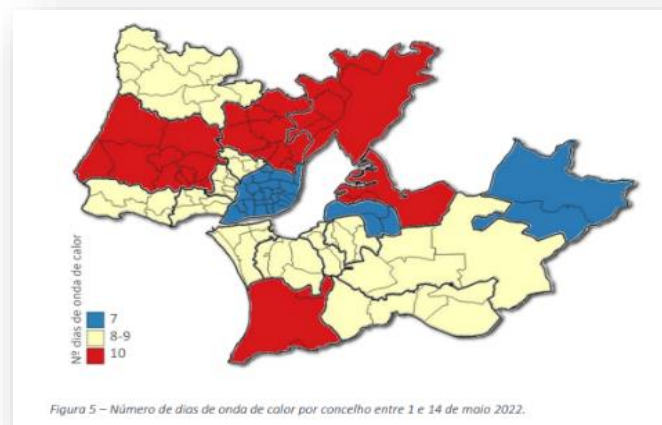 Nº dias de onda de calor
7
8-9
10
Figura 5 – Número de dias de onda de calor por concelho entre 1 e 14 de maio 2022.